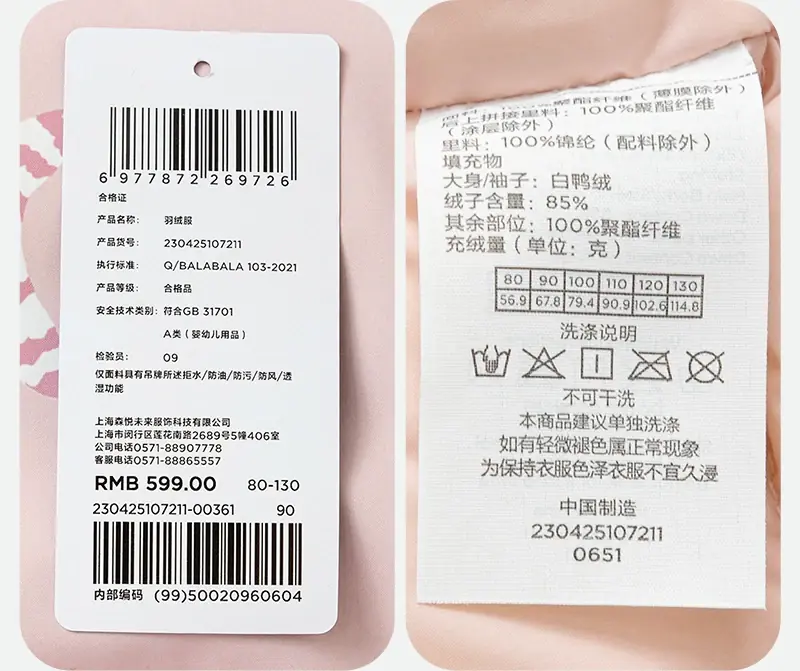 6 977872 269726
合格证
产品名称: 羽绒服
产品货号: 230425107211
执行标准: Q/BALABALA 103-2021
产品等级: 合格品
安全技术类别: 符合GB 31701
A类(婴幼儿用品)
检验员: 09
仅面料具有吊牌所述拒水/防油/防污/防风/透
湿功能
上海森悦未来服饰科技有限公司
上海市闵行区莲花南路2689号5幢406室
公司电话0571-88907778
客服电话0571-88865557
RMB 599.00 80-130
230425107211-00361 90
内部编码 (99)50020960604
100%聚酯纤维(薄膜除外)
后上拼接里料: 100%聚酯纤维
(涂层除外)
里料: 100%锦纶(配料除外)
填充物
大身/袖子: 白鸭绒
绒子含量: 85%
其余部位: 100%聚酯纤维
充绒量(单位: 克)
80 90 100 110 120 130
56.9 67.8 79.4 90.9 102.6 114.8
洗涤说明
不可干洗
本商品建议单独洗涤
如有轻微褪色属正常现象
为保持衣服色泽衣服不宜久浸
中国制造
230425107211
0651